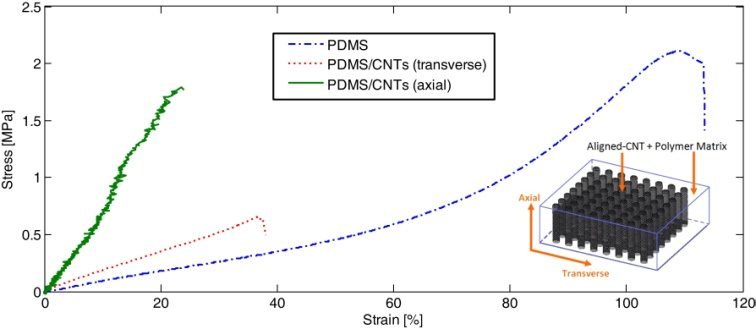 2.5
2
1.5
1
0.5
0
Stress [MPa]
PDMS
PDMS/CNTs (transverse)
PDMS/CNTs (axial)
Aligned-CNT + Polymer Matrix
Axial
Transverse
0 20 40 60 80 100 120
Strain [%]